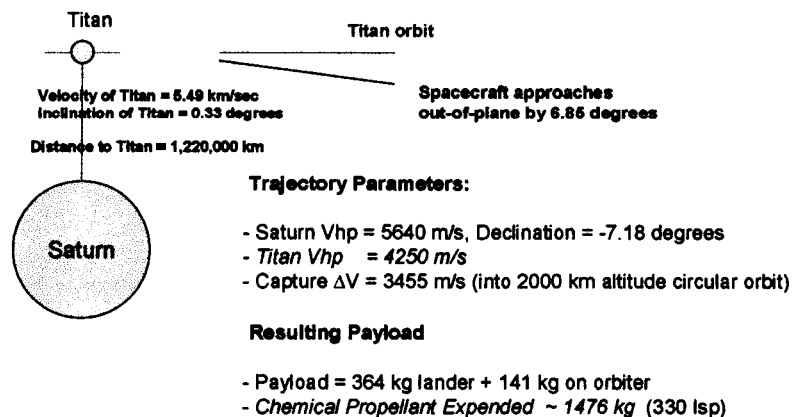 Titan
Titan orbit
Velocity of Titan = 5.49 km/sec
Inclination of Titan = 0.33 degrees
Spacecraft approaches
out-of-plane by 6.85 degrees
Distance to Titan = 1,220,000 km
Saturn
Trajectory Parameters:
- Saturn Vhp = 5640 m/s, Declination = -7.18 degrees
- Titan Vhp = 4250 m/s
- Capture ΔV = 3455 m/s (into 2000 km altitude circular orbit)
Resulting Payload
- Payload = 364 kg lander + 141 kg on orbiter
- Chemical Propellant Expended ~ 1476 kg (330 Isp)